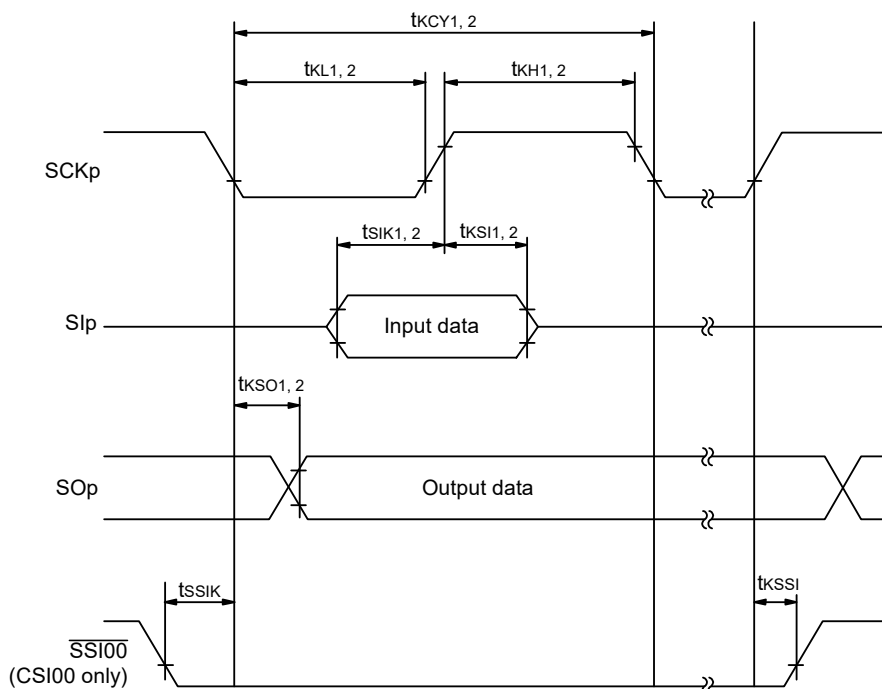 tKCY1, 2
tKL1, 2
tKH1, 2
SCKp
tSIK1, 2
tKSI1, 2
SIp
Input data
tKSO1, 2
SOp
Output data
tSSIK
tKSSI
SSI00
(CSI00 only)